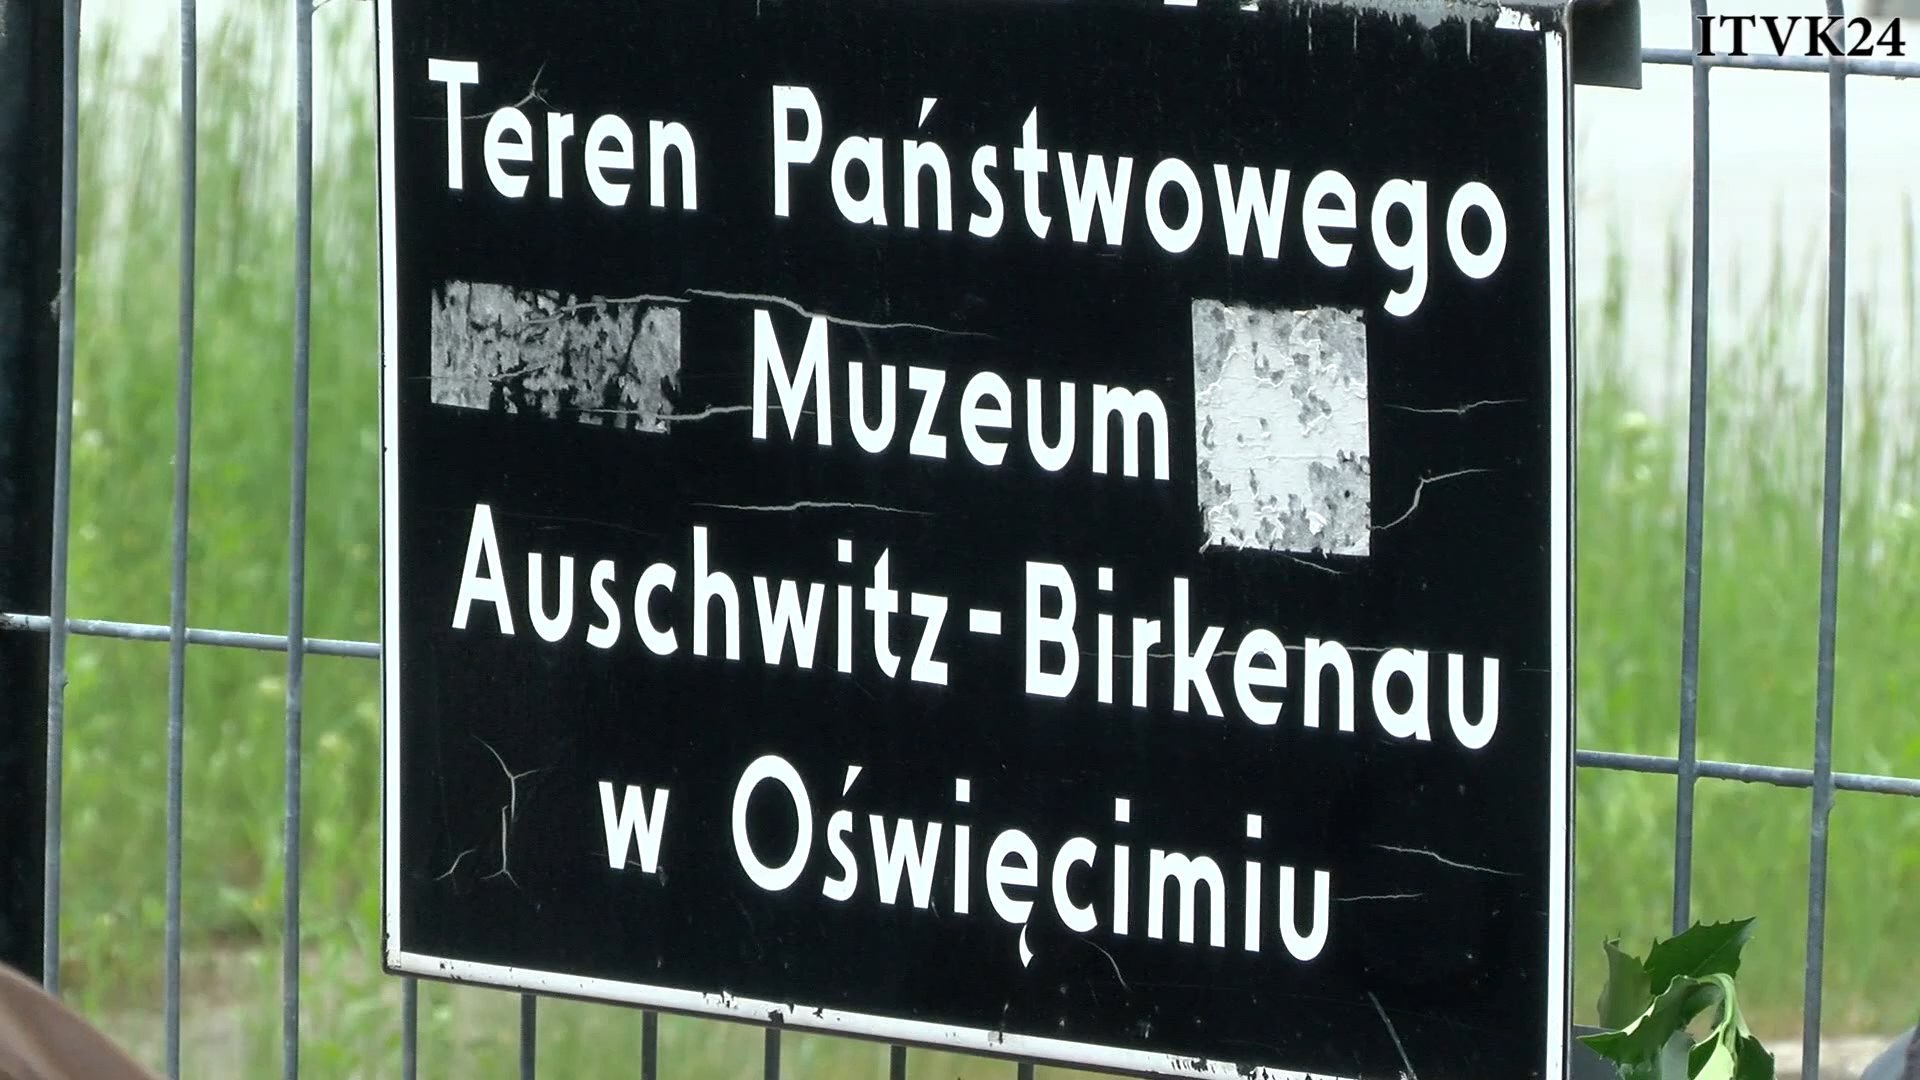 ITVK24
Teren Państwowego
Muzeum
Auschwitz-Birkenau
w Oświęcimiu